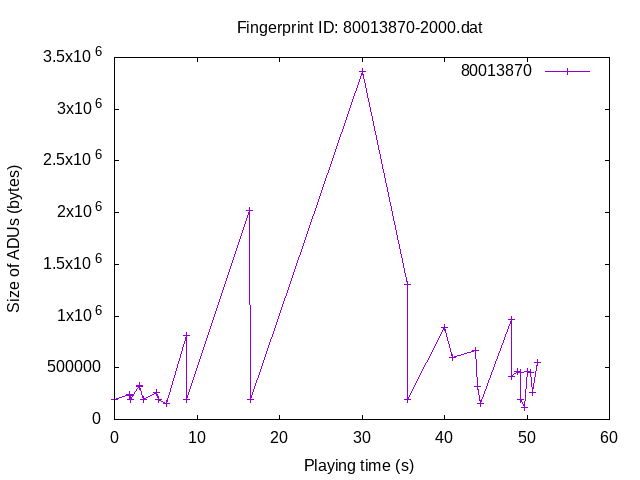 Fingerprint ID: 80013870-2000.dat
3.5x10^6
3x10^6
2.5x10^6
2x10^6
1.5x10^6
1x10^6
500000
0
Size of ADUs (bytes)
80013870
0 10 20 30 40 50 60
Playing time (s)